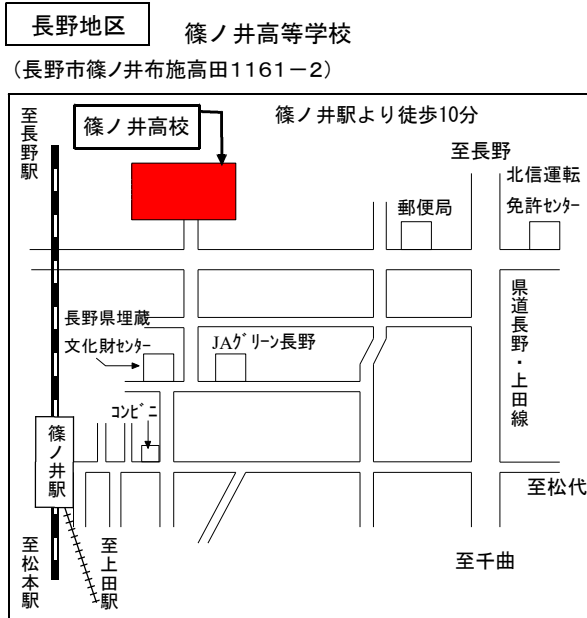 長野地区
篠ノ井高等学校
(長野市篠ノ井布施高田1161-2)
至長野駅
篠ノ井高校
篠ノ井駅より徒歩10分
至長野
北信運転
免許センター
郵便局
県道長野・上田線
長野県埋蔵
文化財センター
JAグリーン長野
コンビニ
篠ノ井駅
至松代
至松本駅
至上田駅
至千曲